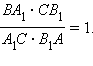 BA₁ · CB₁ / A₁C · B₁A = 1.